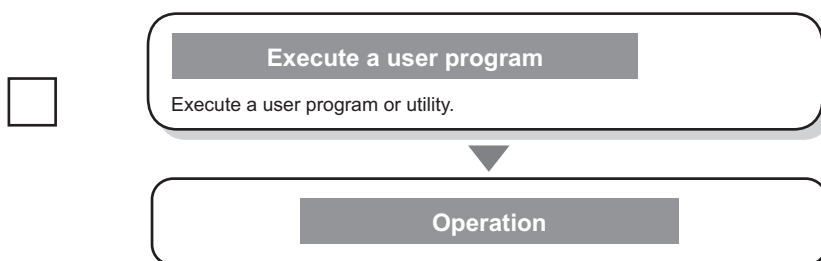 Execute a user program
Execute a user program or utility.
Operation